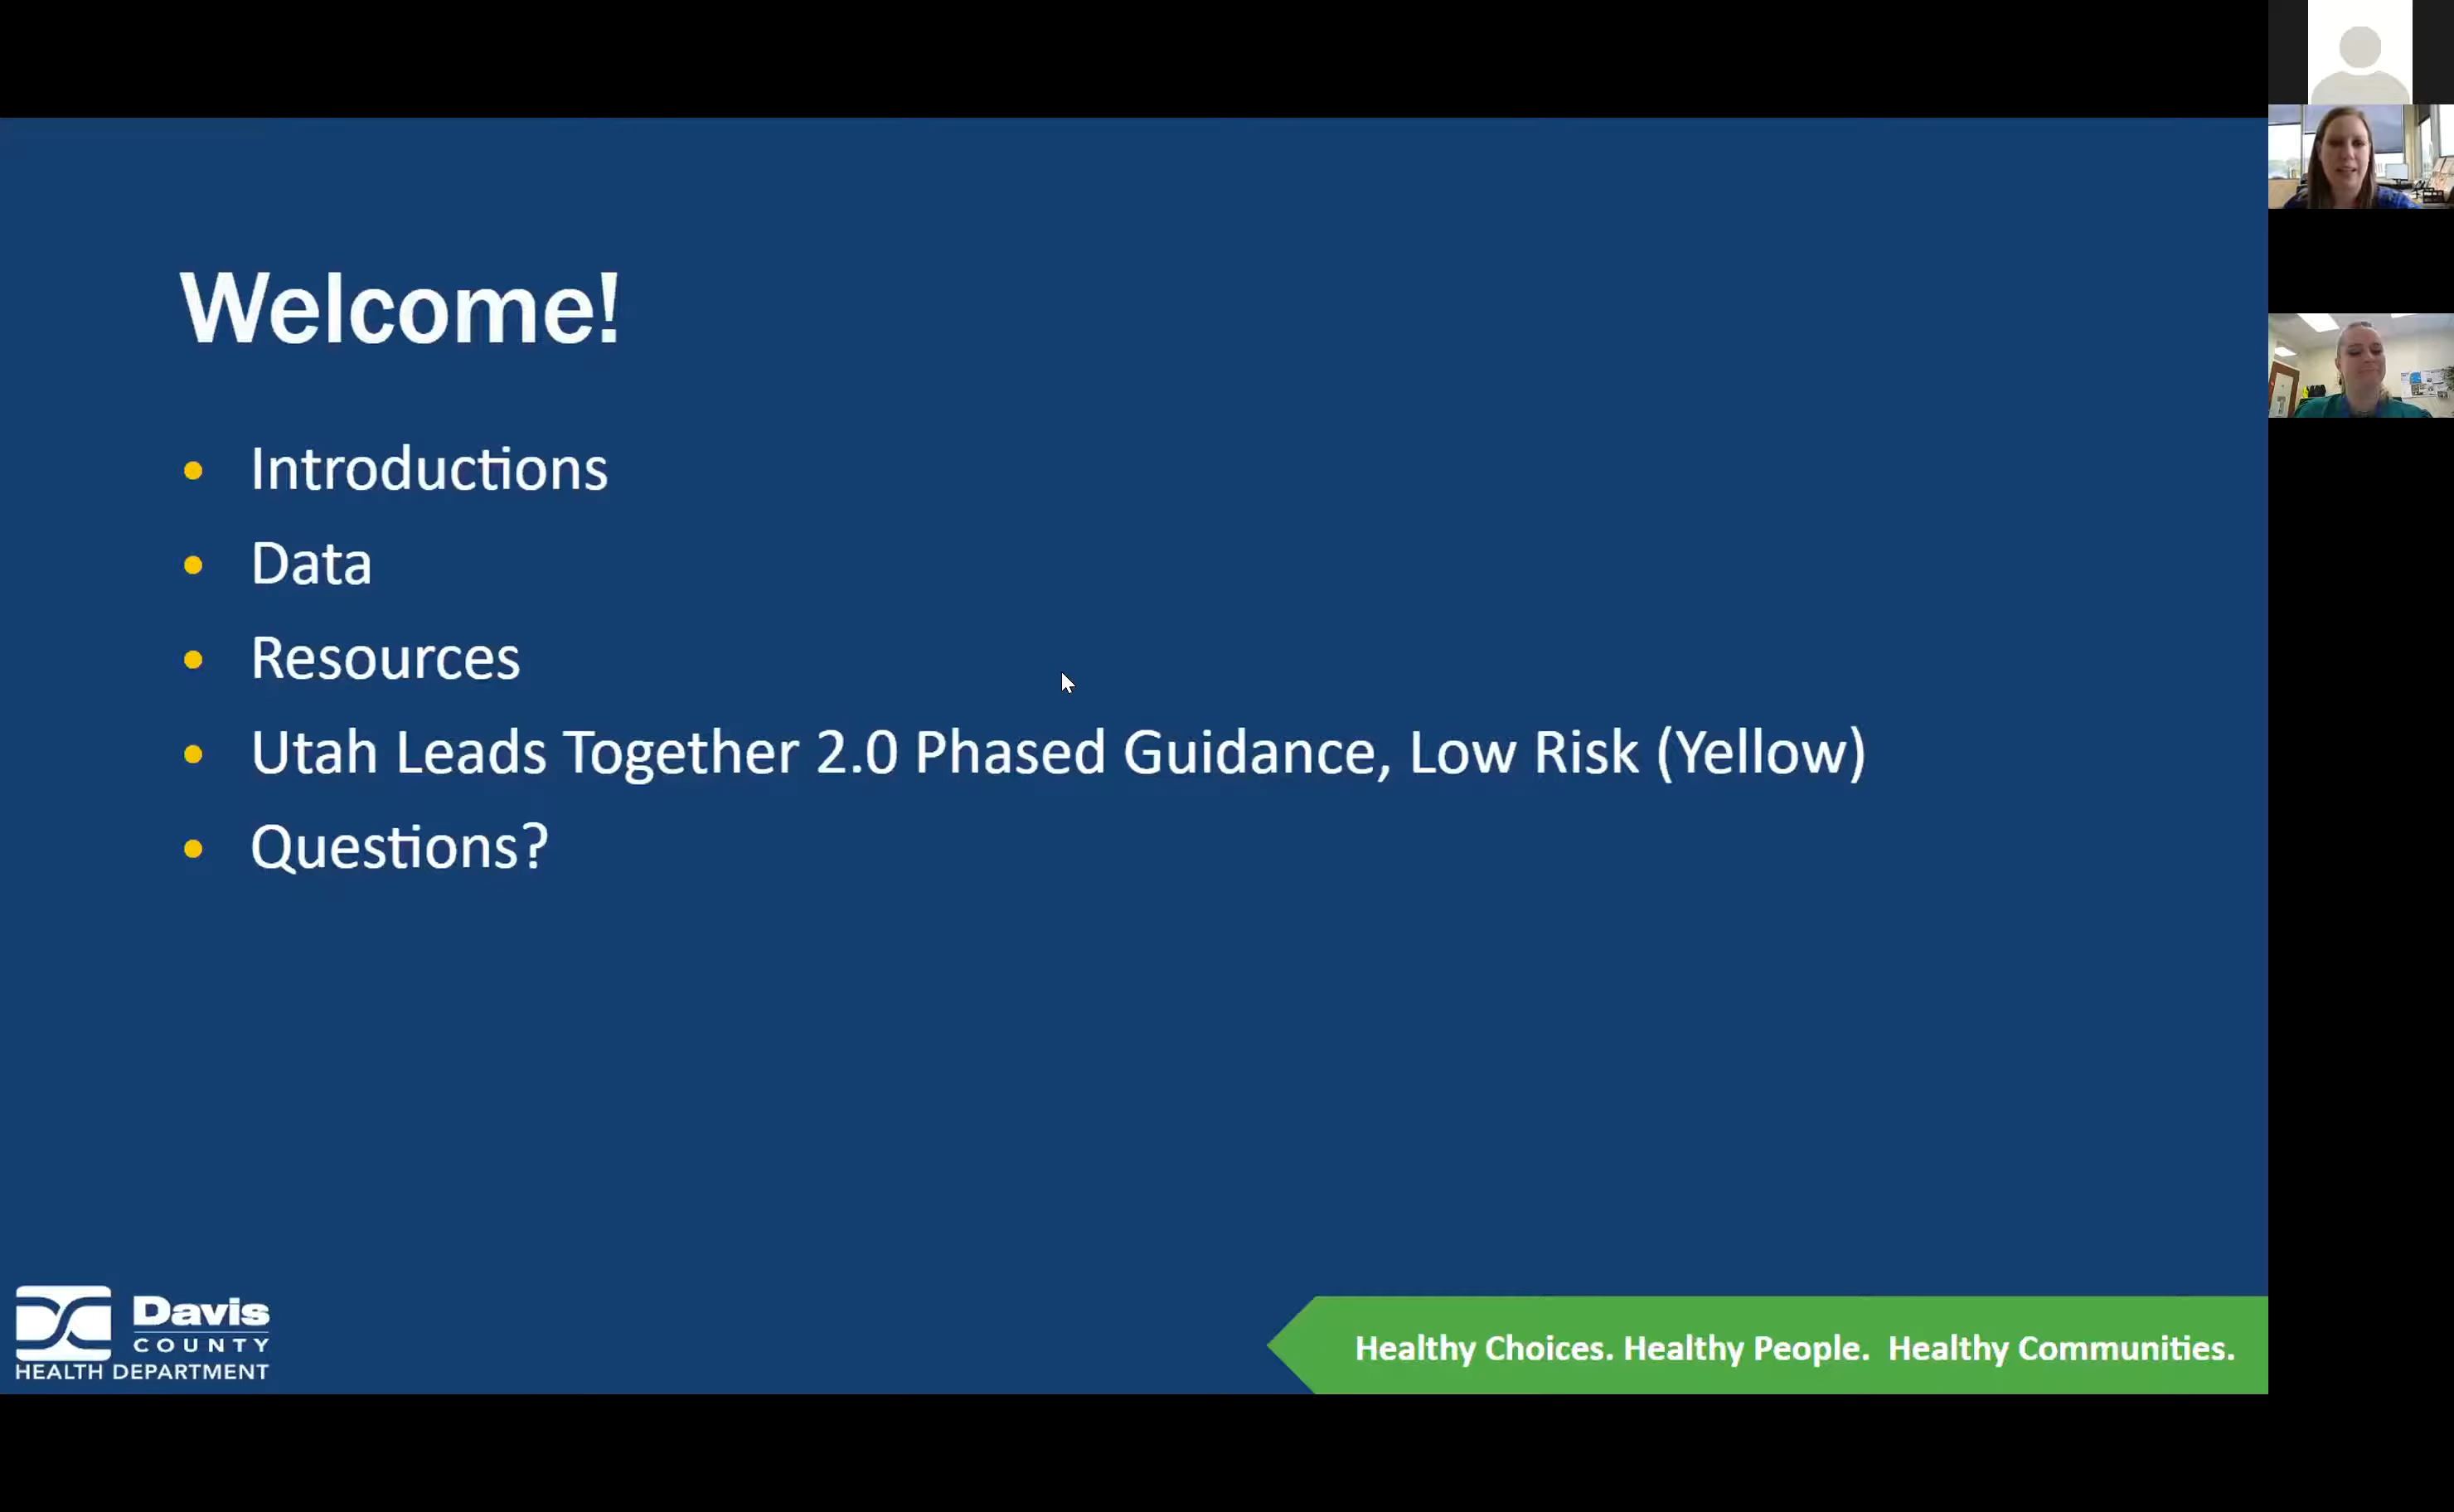 Welcome!
Introductions
Data
Resources
Utah Leads Together 2.0 Phased Guidance, Low Risk (Yellow)
Questions?
Davis
COUNTY
HEALTH DEPARTMENT
Healthy Choices. Healthy People.  Healthy Communities.